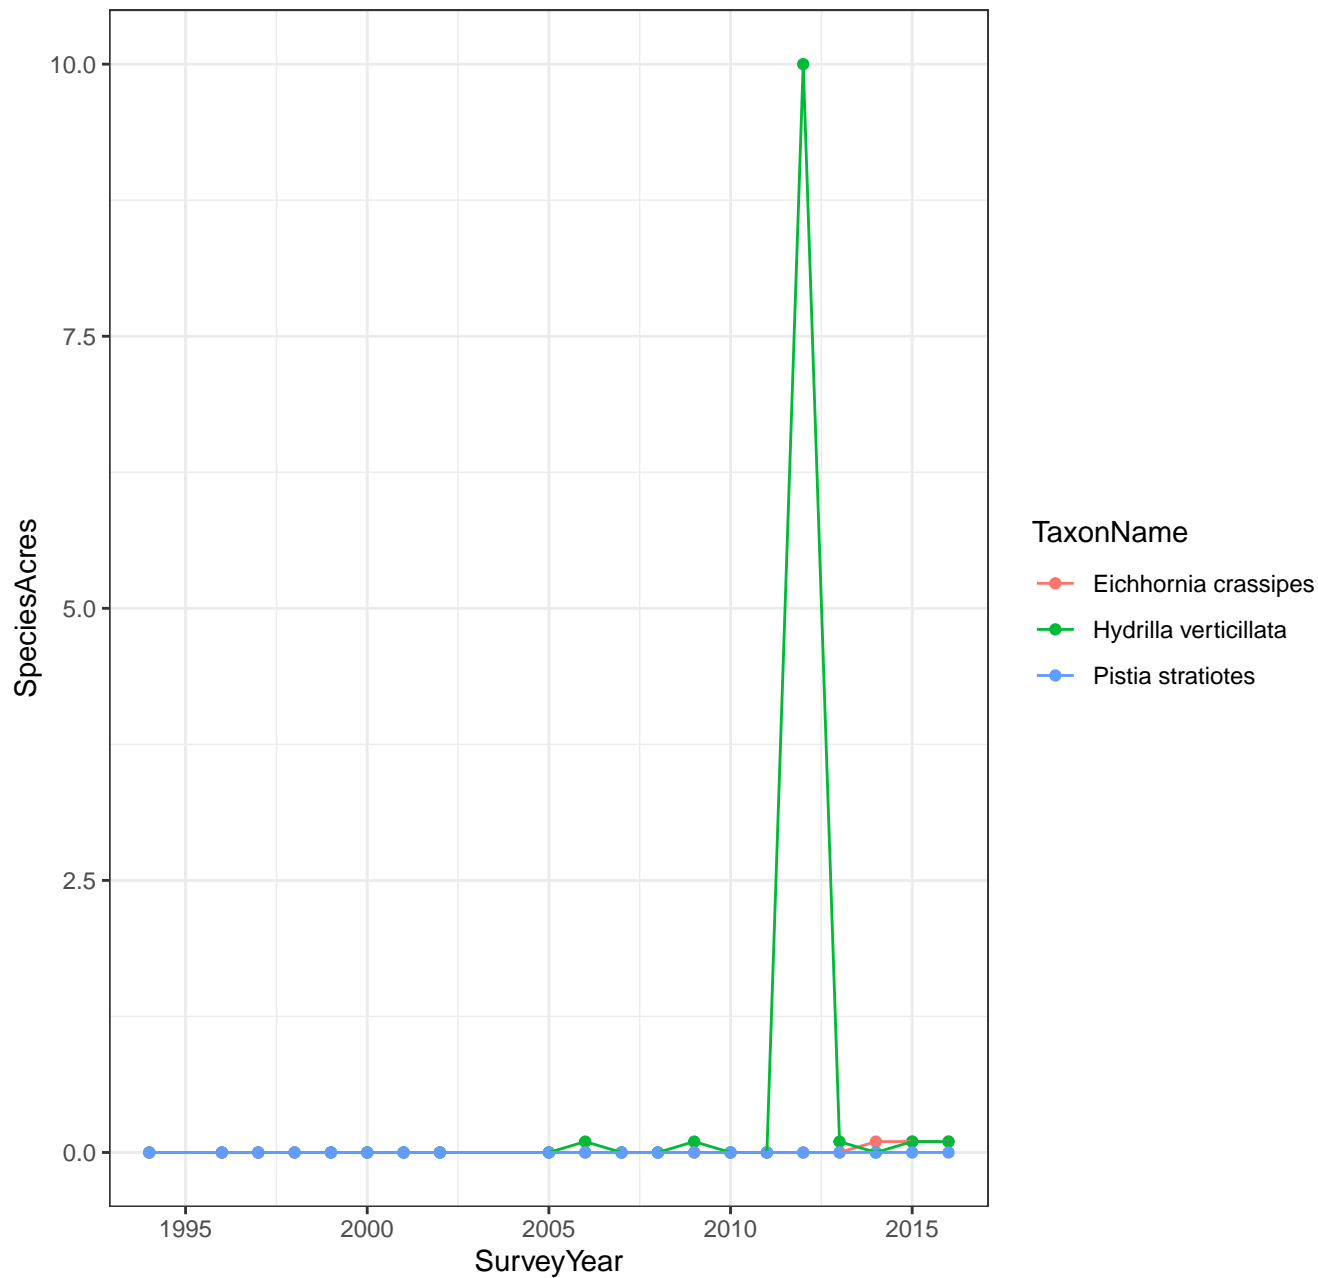 10.0
7.5
5.0
2.5
0.0
SpeciesAcres
1995 2000 2005 2010 2015
SurveyYear
TaxonName
Eichhornia crassipes
Hydrilla verticillata
Pistia stratiotes